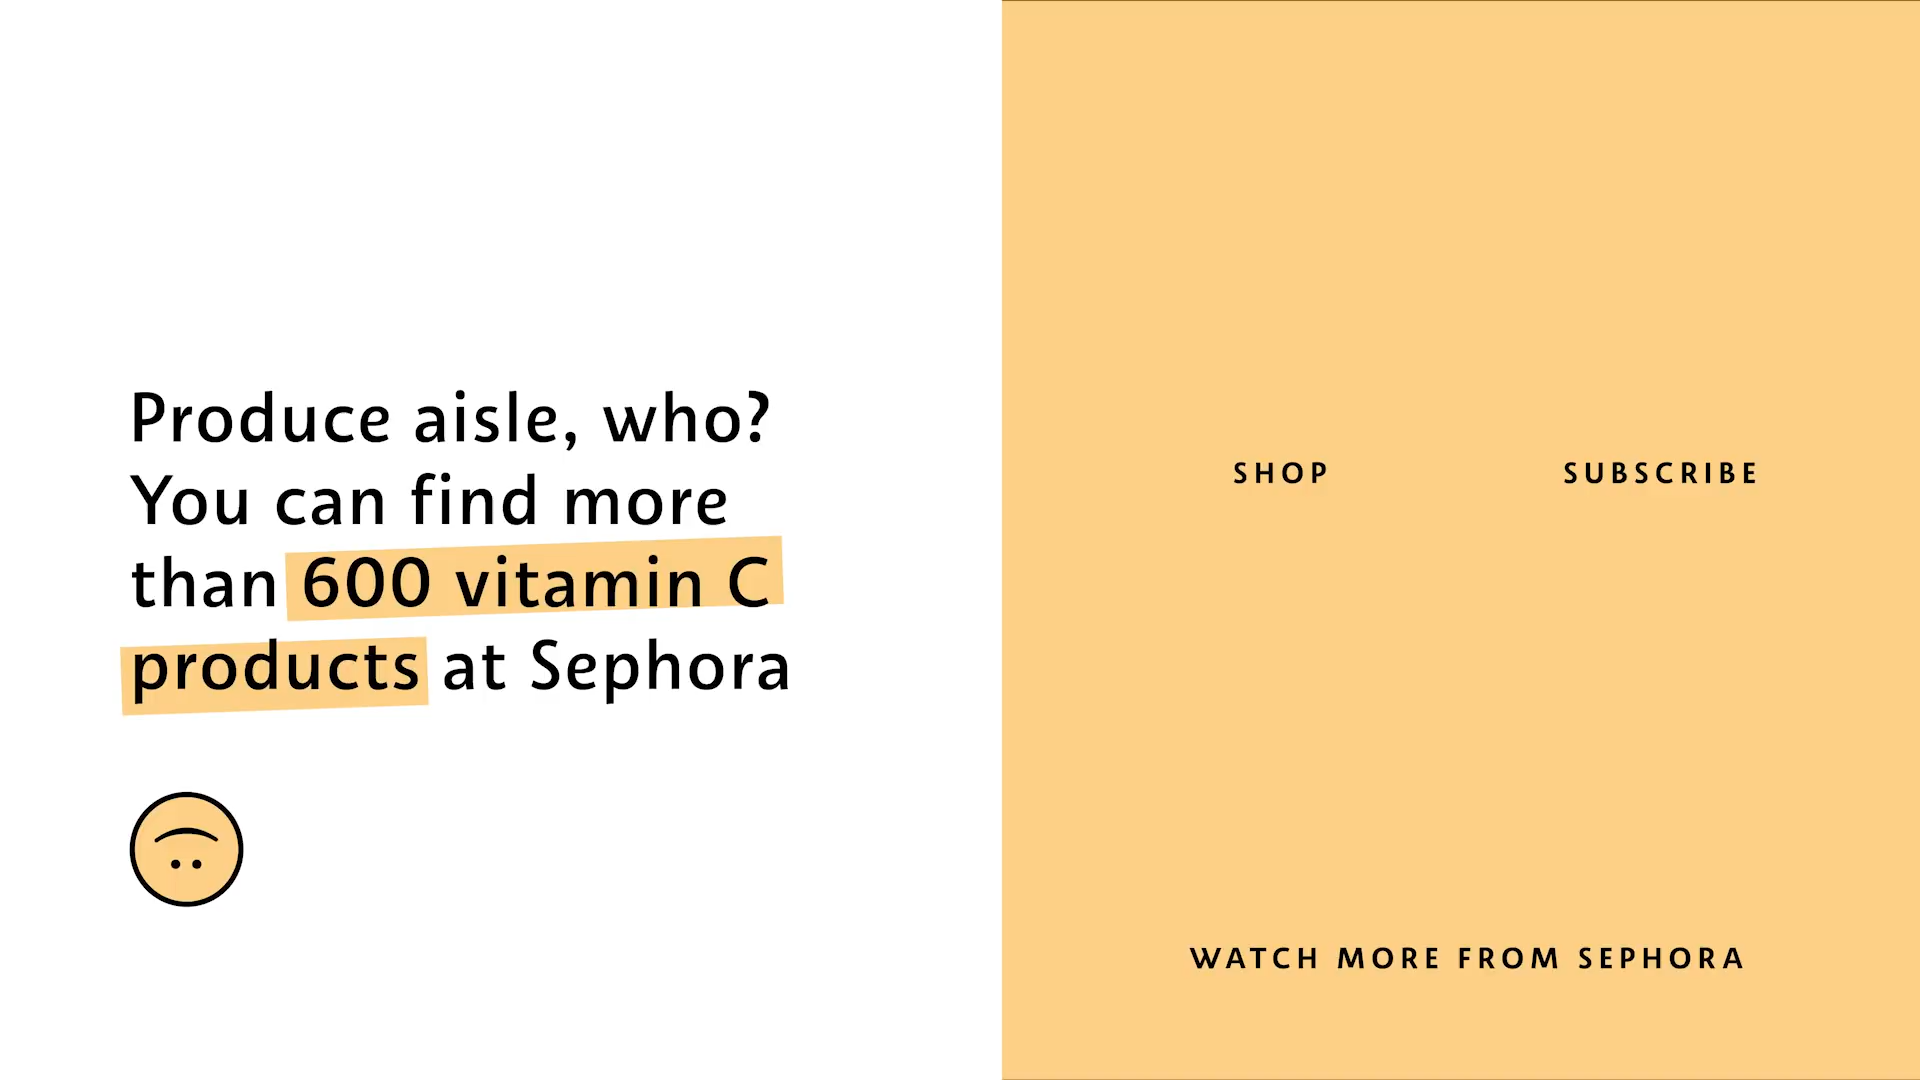 Produce aisle, who?
You can find more
than 600 vitamin C
products at Sephora
SHOP
SUBSCRIBE
WATCH MORE FROM SEPHORA